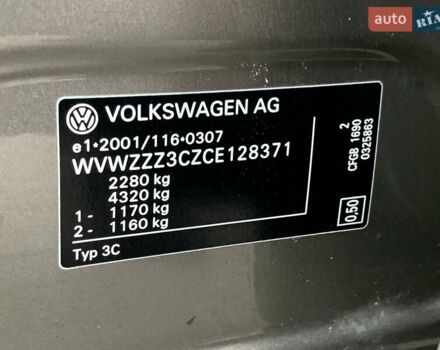 auto RIA
VOLKSWAGEN AG
e1*2001/116*0307
WVWZZZ3CZCE128371
2280 kg
4320 kg
1- 1170 kg
2- 1160 kg
Typ 3C
2
CFGB 1690
0325863
0,50